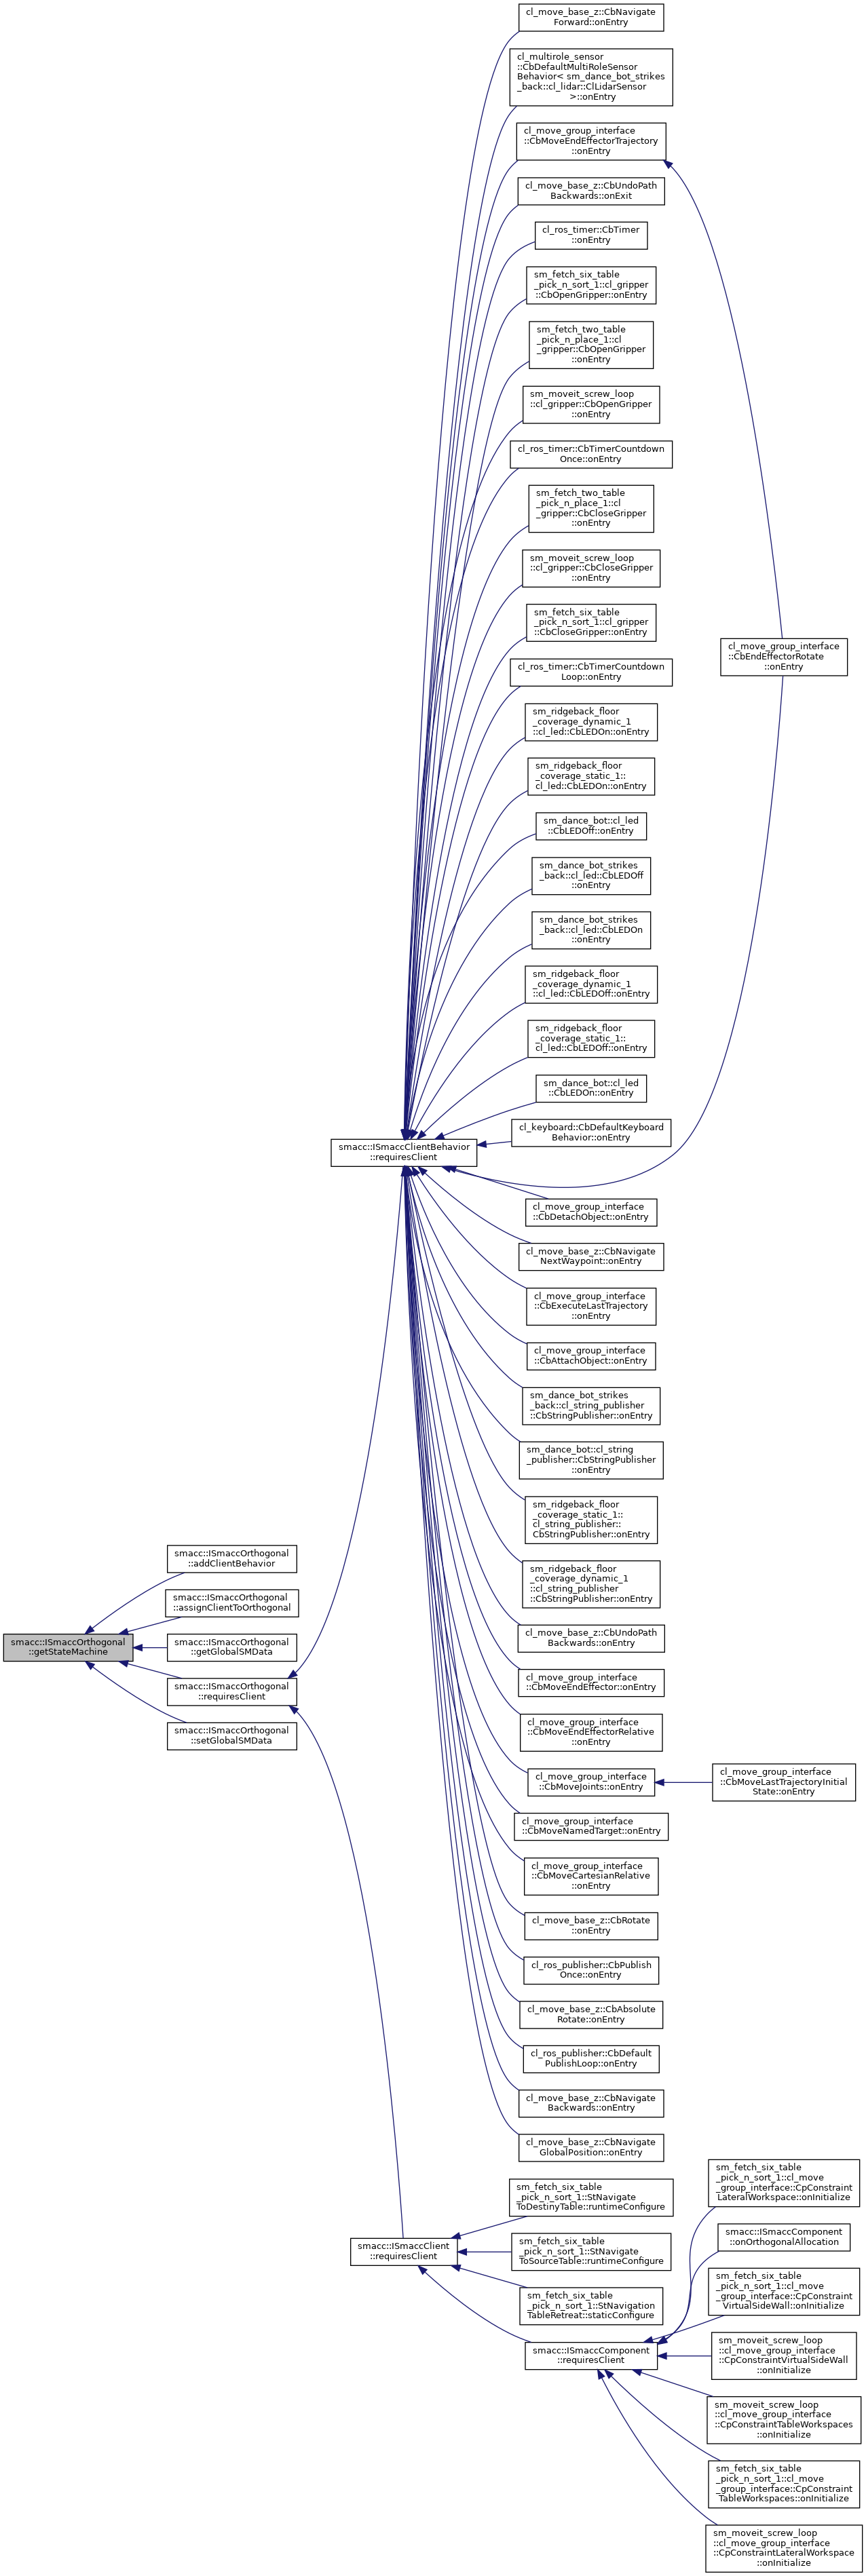 cl_move_base_z::CbNavigate
Forward::onEntry
cl_multirole_sensor
::CbDefaultMultiRoleSensor
Behavior< sm_dance_bot_strikes
_back::cl_lidar::ClLidarSensor
>::onEntry
cl_move_group_interface
::CbMoveEndEffectorTrajectory
::onEntry
cl_move_base_z::CbUndoPath
Backwards::onExit
cl_ros_timer::CbTimer
::onEntry
sm_fetch_six_table
_pick_n_sort_1::cl_gripper
::CbOpenGripper::onEntry
sm_fetch_two_table
_pick_n_place_1::cl
_gripper::CbOpenGripper
::onEntry
sm_moveit_screw_loop
::cl_gripper::CbOpenGripper
::onEntry
cl_ros_timer::CbTimerCountdown
Once::onEntry
sm_fetch_two_table
_pick_n_place_1::cl
_gripper::CbCloseGripper
::onEntry
sm_moveit_screw_loop
::cl_gripper::CbCloseGripper
::onEntry
sm_fetch_six_table
_pick_n_sort_1::cl_gripper
::CbCloseGripper::onEntry
cl_move_group_interface
::CbEndEffectorRotate
::onEntry
cl_ros_timer::CbTimerCountdown
Loop::onEntry
sm_ridgeback_floor
_coverage_dynamic_1
::cl_led::CbLEDOn::onEntry
sm_ridgeback_floor
_coverage_static_1::
cl_led::CbLEDOn::onEntry
sm_dance_bot::cl_led
::CbLEDOff::onEntry
sm_dance_bot_strikes
_back::cl_led::CbLEDOff
::onEntry
sm_dance_bot_strikes
_back::cl_led::CbLEDOn
::onEntry
sm_ridgeback_floor
_coverage_dynamic_1
::cl_led::CbLEDOff::onEntry
sm_ridgeback_floor
_coverage_static_1::
cl_led::CbLEDOff::onEntry
sm_dance_bot::cl_led
::CbLEDOn::onEntry
cl_keyboard::CbDefaultKeyboard
Behavior::onEntry
smacc::ISmaccClientBehavior
::requiresClient
cl_move_group_interface
::CbDetachObject::onEntry
cl_move_base_z::CbNavigate
NextWaypoint::onEntry
cl_move_group_interface
::CbExecuteLastTrajectory
::onEntry
cl_move_group_interface
::CbAttachObject::onEntry
sm_dance_bot_strikes
_back::cl_string_publisher
::CbStringPublisher::onEntry
sm_dance_bot::cl_string
_publisher::CbStringPublisher
::onEntry
sm_ridgeback_floor
_coverage_static_1::
cl_string_publisher::
CbStringPublisher::onEntry
sm_ridgeback_floor
_coverage_dynamic_1
::cl_string_publisher
::CbStringPublisher::onEntry
smacc::ISmaccOrthogonal
::addClientBehavior
smacc::ISmaccOrthogonal
::assignClientToOrthogonal
smacc::ISmaccOrthogonal
::getStateMachine
smacc::ISmaccOrthogonal
::getGlobalSMData
smacc::ISmaccOrthogonal
::requiresClient
smacc::ISmaccOrthogonal
::setGlobalSMData
cl_move_base_z::CbUndoPath
Backwards::onEntry
cl_move_group_interface
::CbMoveEndEffector::onEntry
cl_move_group_interface
::CbMoveEndEffectorRelative
::onEntry
cl_move_group_interface
::CbMoveJoints::onEntry
cl_move_group_interface
::CbMoveLastTrajectoryInitial
State::onEntry
cl_move_group_interface
::CbMoveNamedTarget::onEntry
cl_move_group_interface
::CbMoveCartesianRelative
::onEntry
cl_move_base_z::CbRotate
::onEntry
cl_ros_publisher::CbPublish
Once::onEntry
cl_move_base_z::CbAbsolute
Rotate::onEntry
cl_ros_publisher::CbDefault
PublishLoop::onEntry
cl_move_base_z::CbNavigate
Backwards::onEntry
cl_move_base_z::CbNavigate
GlobalPosition::onEntry
sm_fetch_six_table
_pick_n_sort_1::StNavigate
ToDestinyTable::runtimeConfigure
smacc::ISmaccClient
::requiresClient
sm_fetch_six_table
_pick_n_sort_1::StNavigate
ToSourceTable::runtimeConfigure
sm_fetch_six_table
_pick_n_sort_1::StNavigation
TableRetreat::staticConfigure
smacc::ISmaccComponent
::requiresClient
sm_fetch_six_table
_pick_n_sort_1::cl_move
_group_interface::CpConstraint
LateralWorkspace::onInitialize
smacc::ISmaccComponent
::onOrthogonalAllocation
sm_fetch_six_table
_pick_n_sort_1::cl_move
_group_interface::CpConstraint
VirtualSideWall::onInitialize
sm_moveit_screw_loop
::cl_move_group_interface
::CpConstraintVirtualSideWall
::onInitialize
sm_moveit_screw_loop
::cl_move_group_interface
::CpConstraintTableWorkspaces
::onInitialize
sm_fetch_six_table
_pick_n_sort_1::cl_move
_group_interface::CpConstraint
TableWorkspaces::onInitialize
sm_moveit_screw_loop
::cl_move_group_interface
::CpConstraintLateralWorkspace
::onInitialize